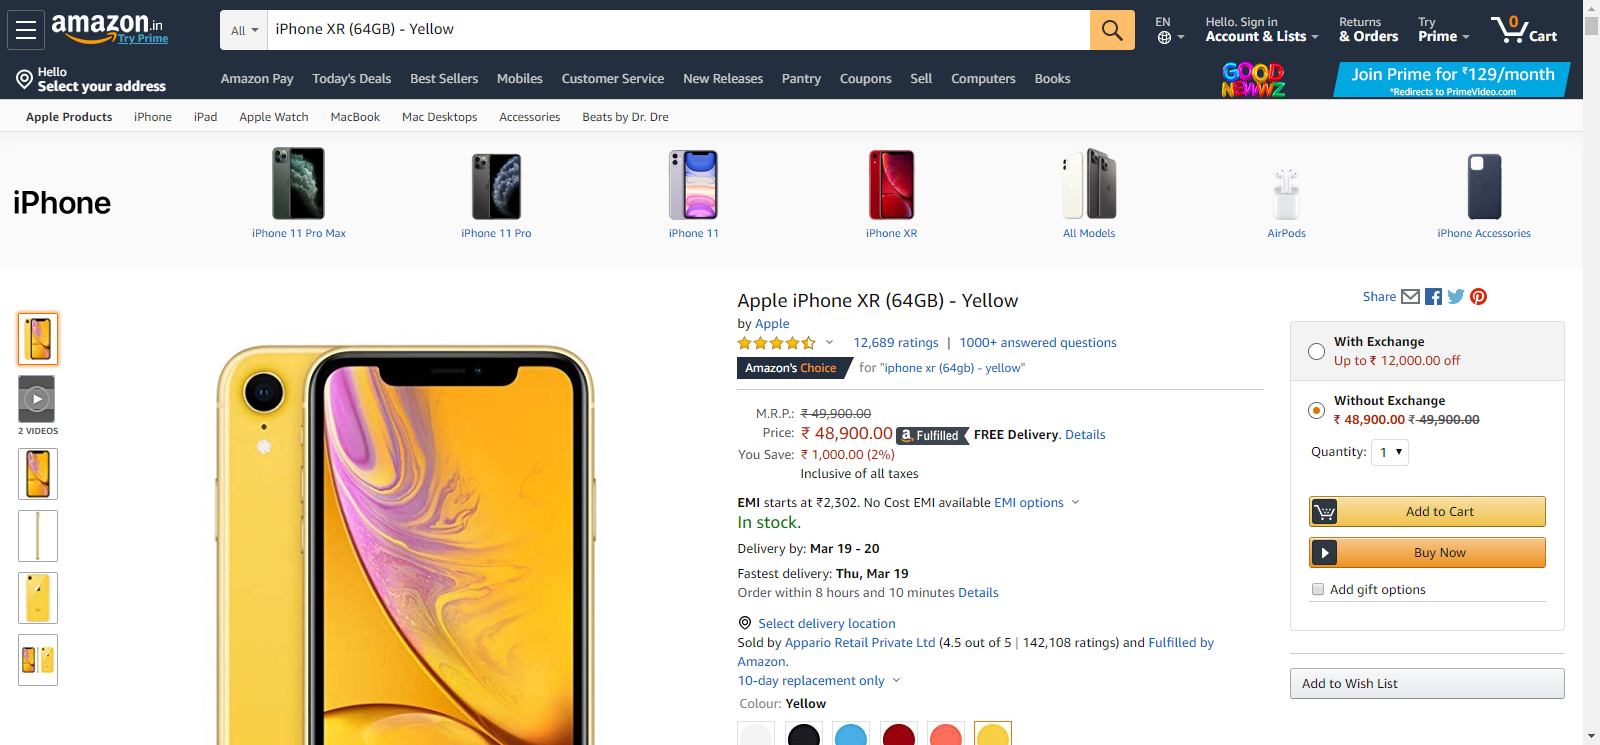 amazon.in
Try Prime
All
iPhone XR (64GB) - Yellow
EN
Hello. Sign in
Account & Lists
Returns
& Orders
Try
Prime
0
Cart
Hello
Select your address
Amazon Pay
Today's Deals
Best Sellers
Mobiles
Customer Service
New Releases
Pantry
Coupons
Sell
Computers
Books
GOOD
NEWWZ
Join Prime for ₹129/month
*Redirects to PrimeVideo.com
Apple Products
iPhone
iPad
Apple Watch
MacBook
Mac Desktops
Accessories
Beats by Dr. Dre
iPhone
iPhone 11 Pro Max
iPhone 11 Pro
iPhone 11
iPhone XR
All Models
AirPods
iPhone Accessories
2 VIDEOS
Apple iPhone XR (64GB) - Yellow
by Apple
12,689 ratings | 1000+ answered questions
Amazon's Choice for "iphone xr (64gb) - yellow"
M.R.P.: ₹ 49,900.00
Price: ₹ 48,900.00 a Fulfilled FREE Delivery. Details
You Save: ₹ 1,000.00 (2%)
Inclusive of all taxes
EMI starts at ₹2,302. No Cost EMI available EMI options
In stock.
Delivery by: Mar 19 - 20
Fastest delivery: Thu, Mar 19
Order within 8 hours and 10 minutes Details
Select delivery location
Sold by Appario Retail Private Ltd (4.5 out of 5 | 142,108 ratings) and Fulfilled by
Amazon.
10-day replacement only
Colour: Yellow
Share
With Exchange
Up to ₹ 12,000.00 off
Without Exchange
₹ 48,900.00 ₹ 49,900.00
Quantity: 1
Add to Cart
Buy Now
Add gift options
Add to Wish List